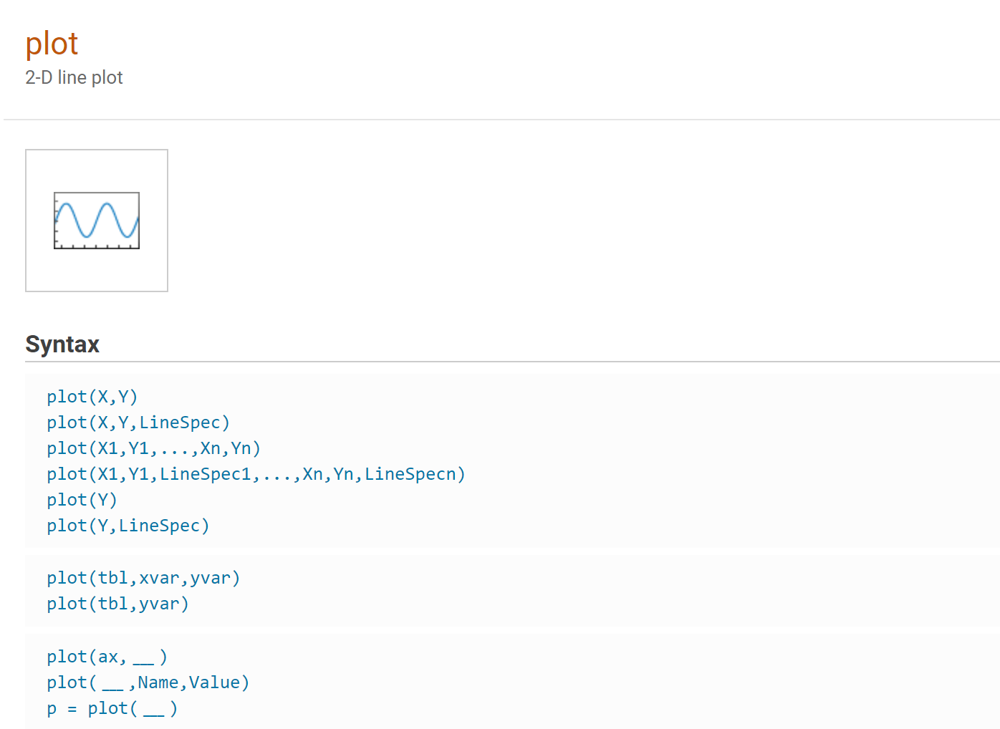 plot
2-D line plot
Syntax
plot(X,Y)
plot(X,Y,LineSpec)
plot(X1,Y1,...,Xn,Yn)
plot(X1,Y1,LineSpec1,...,Xn,Yn,LineSpecn)
plot(Y)
plot(Y,LineSpec)
plot(tbl,xvar,yvar)
plot(tbl,yvar)
plot(ax,___)
plot(___,Name,Value)
p = plot(___)